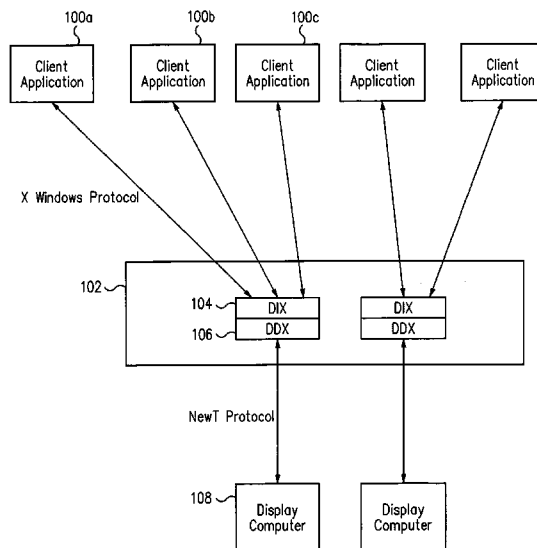 100a
100b
100c
Client
Application
Client
Application
Client
Application
Client
Application
Client
Application
X Windows Protocol
102
104
DIX
DIX
106
DDX
DDX
NewT Protocol
108
Display
Computer
Display
Computer